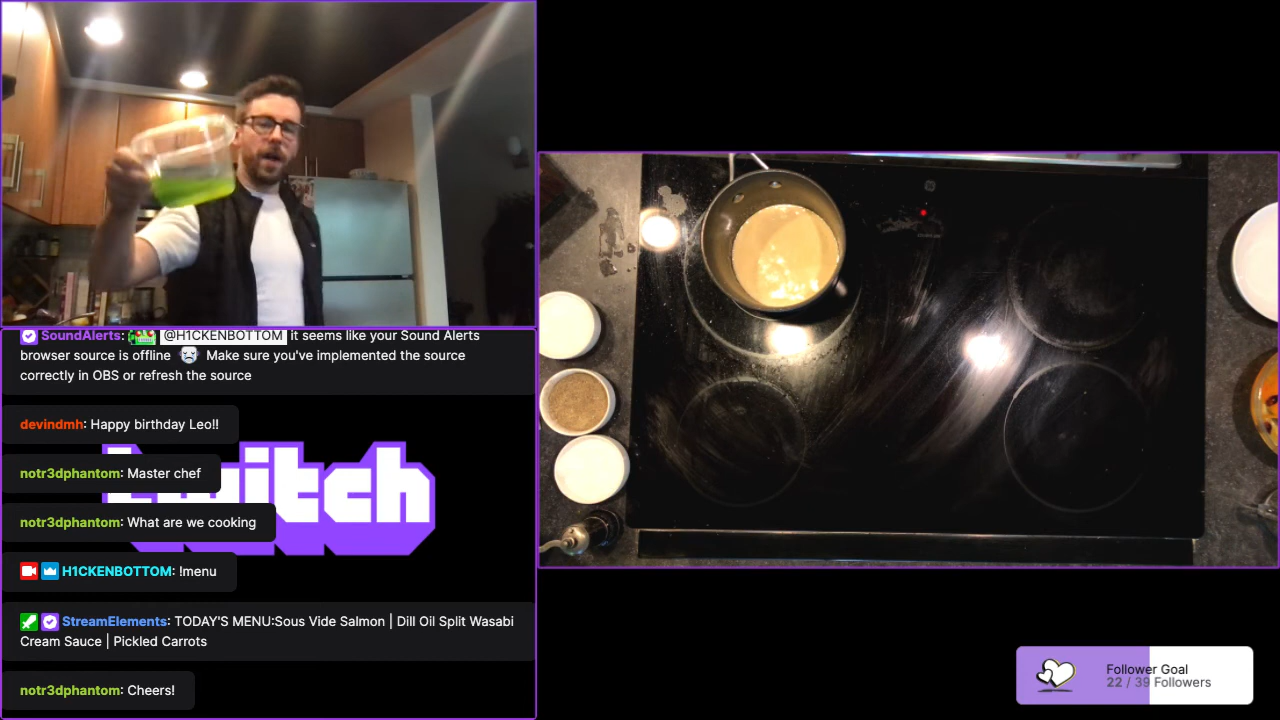 SoundAlerts: @H1CKENBOTTOM it seems like your Sound Alerts
browser source is offline Make sure you've implemented the source
correctly in OBS or refresh the source
devindmh: Happy birthday Leo!!
notr3dphantom: Master chef
twitch
notr3dphantom: What are we cooking
H1CKENBOTTOM: !menu
StreamElements: TODAY'S MENU:Sous Vide Salmon | Dill Oil Split Wasabi
Cream Sauce | Pickled Carrots
notr3dphantom: Cheers!
Follower Goal
22 / 39 Followers